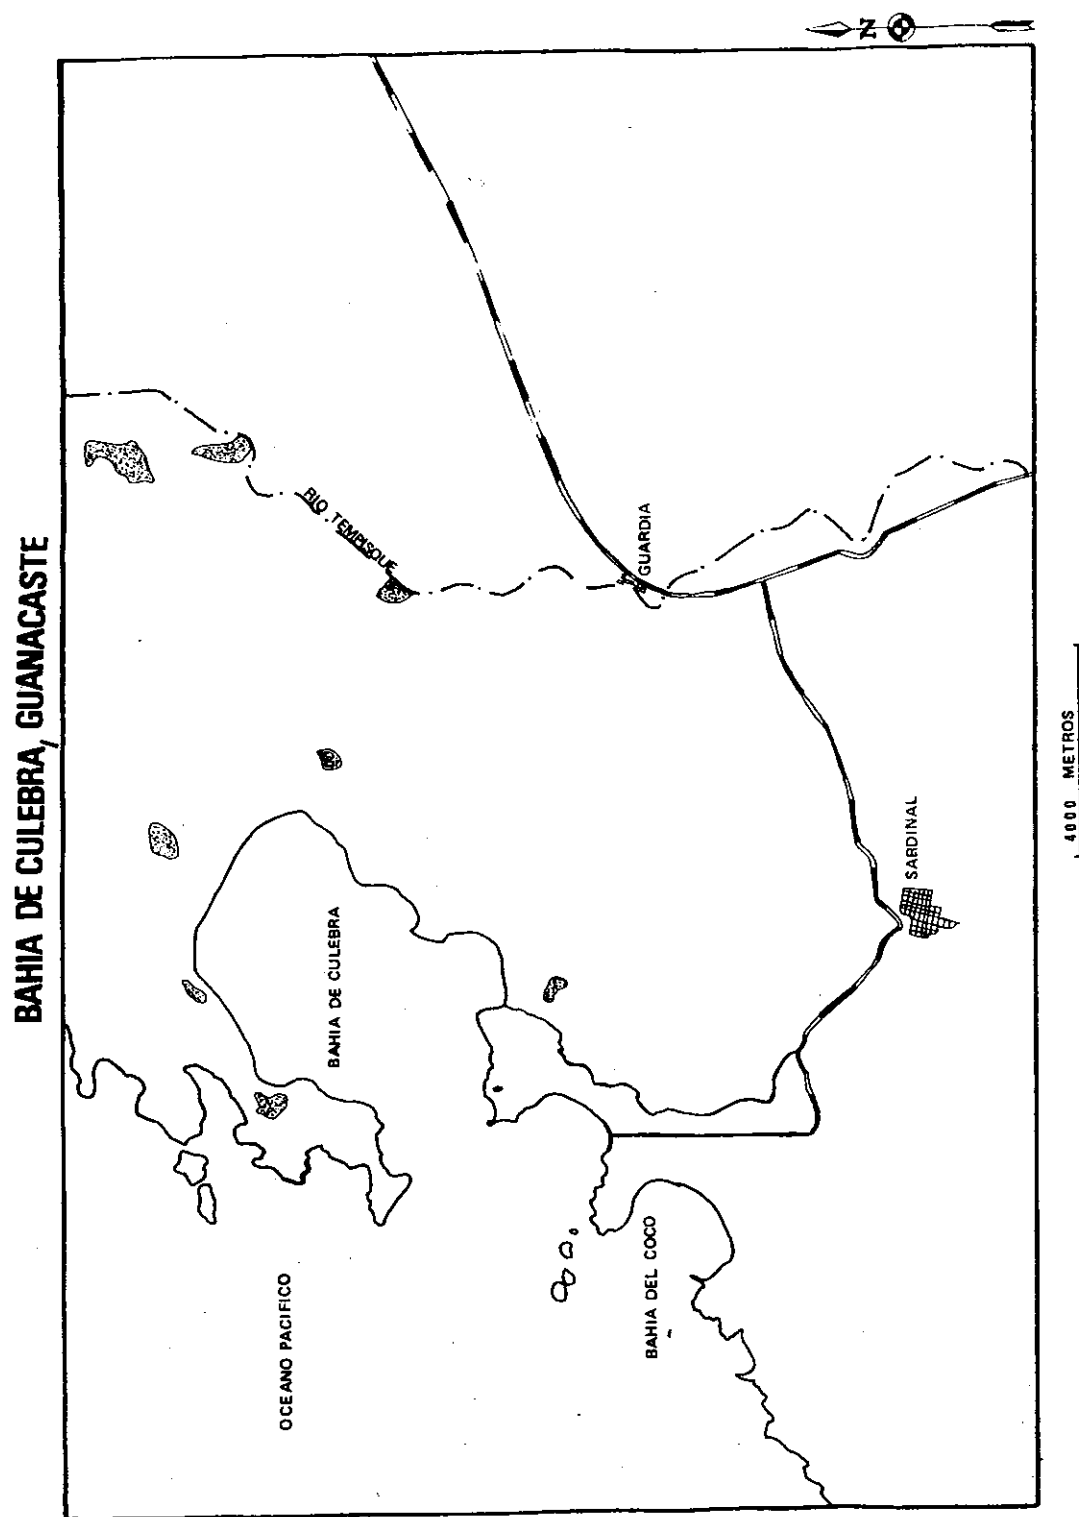 BAHIA DE CULEBRA, GUANACASTE
N
RIO TEMPISQUE
GUARDIA
BAHIA DE CULEBRA
SARDINAL
OCEANO PACIFICO
BAHIA DEL COCO
4000 METROS